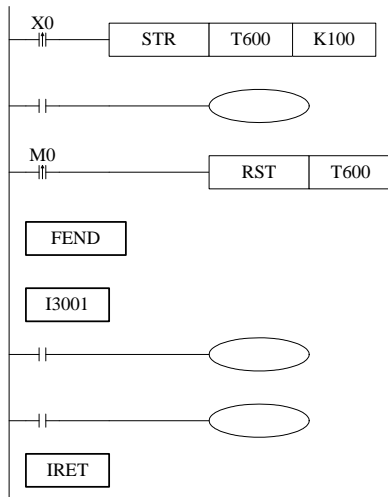 X0
STR T600 K100
M0
RST T600
FEND
I3001
IRET